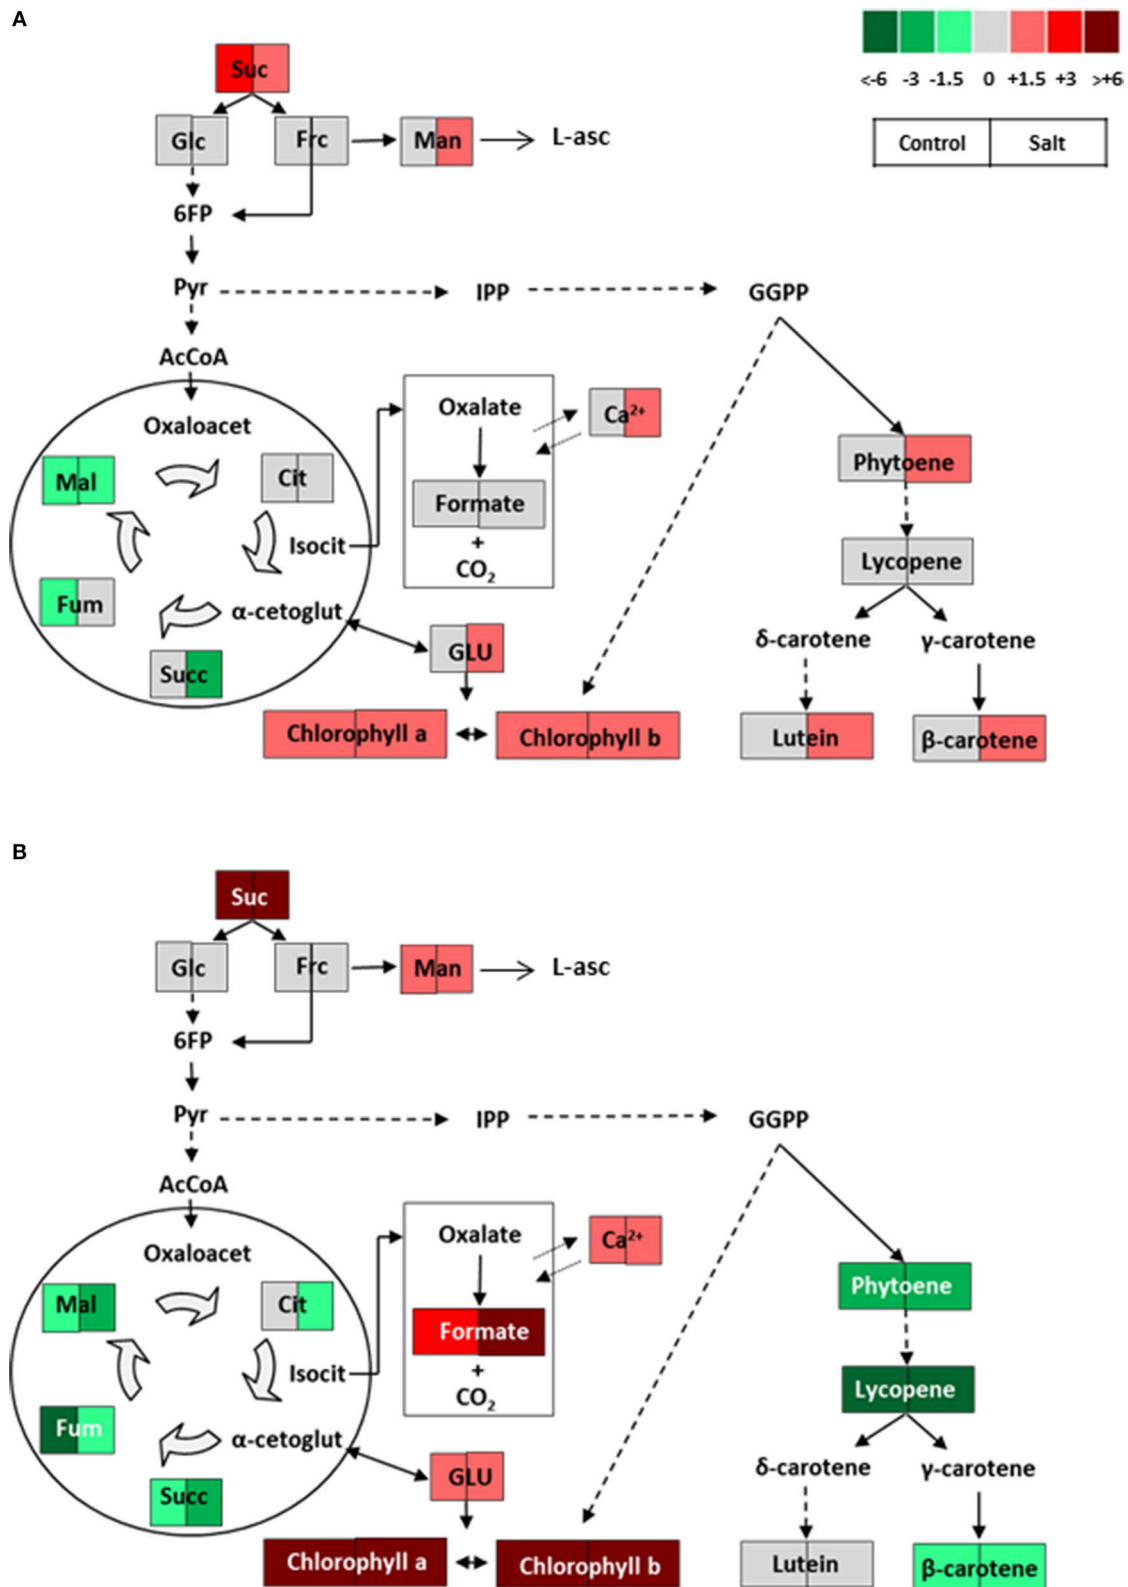 A
Suc
<-6 -3 -1.5 0 +1.5 +3 >+6
Control Salt
Glc Frc Man L-asc
6FP
Pyr IPP GGPP
AcCoA
Oxalate Ca²⁺
Oxaloacet
Phytoene
Mal Cit
Formate
+
Isocit
CO₂
Lycopene
Fum α-cetoglut
δ-carotene γ-carotene
GLU
Succ
Chlorophyll a Chlorophyll b Lutein β-carotene
B
Suc
Glc Frc Man L-asc
6FP
Pyr IPP GGPP
AcCoA
Oxalate Ca²⁺
Oxaloacet
Phytoene
Mal Cit
Formate
+
Isocit
CO₂
Lycopene
Fum α-cetoglut
δ-carotene γ-carotene
GLU
Succ
Chlorophyll a Chlorophyll b Lutein β-carotene